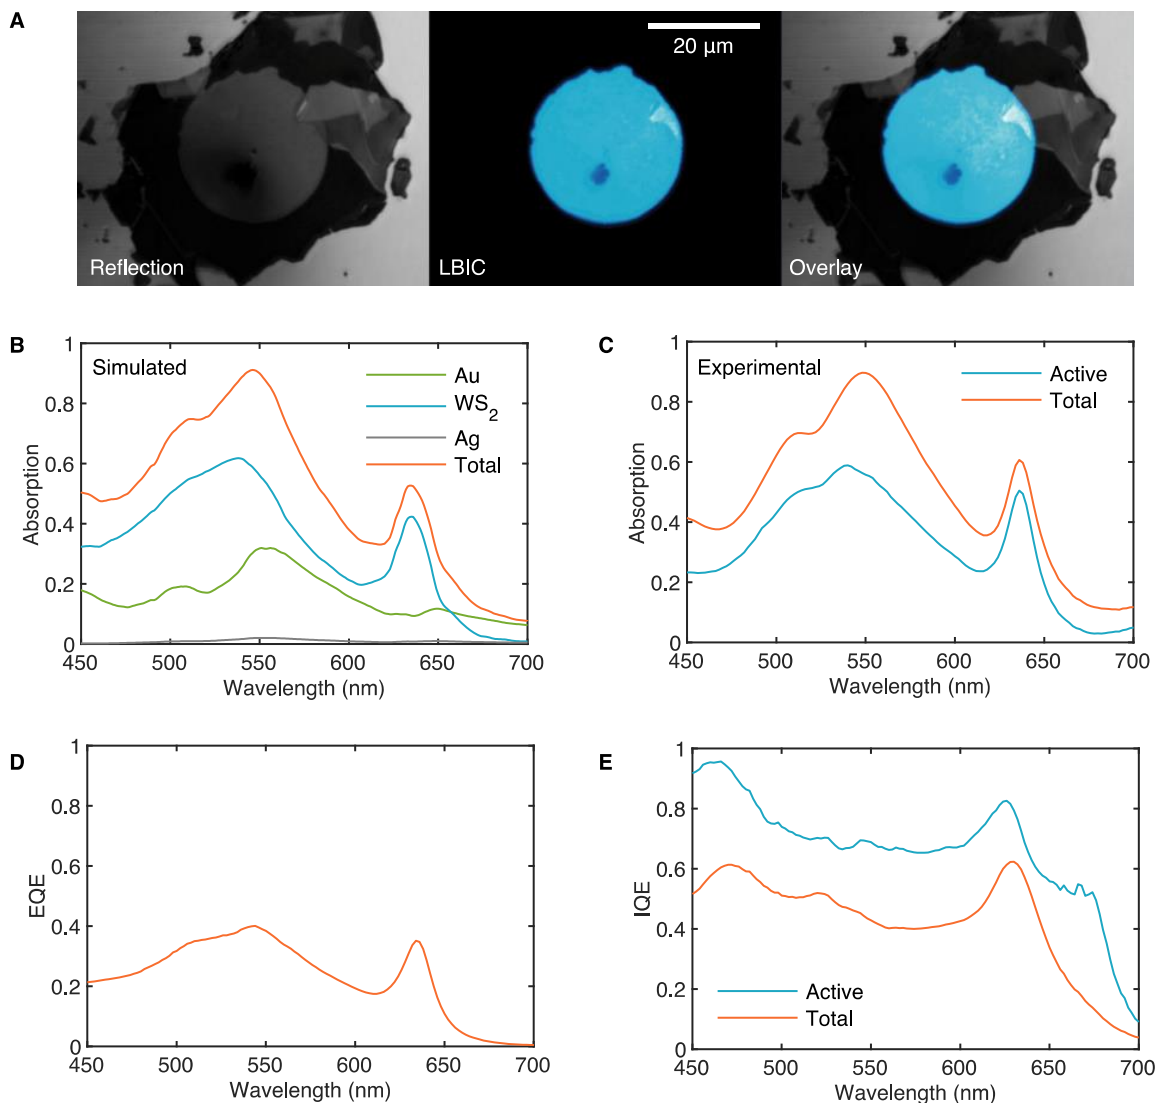 A
20 μm
Reflection
LBIC
Overlay
B
Simulated
Au
WS2
Ag
Total
Absorption
1
0.8
0.6
0.4
0.2
0
450 500 550 600 650 700
Wavelength (nm)
C
Experimental
Active
Total
Absorption
1
0.8
0.6
0.4
0.2
0
450 500 550 600 650 700
Wavelength (nm)
D
EQE
1
0.8
0.6
0.4
0.2
0
450 500 550 600 650 700
Wavelength (nm)
E
IQE
1
0.8
0.6
0.4
0.2
0
Active
Total
450 500 550 600 650 700
Wavelength (nm)